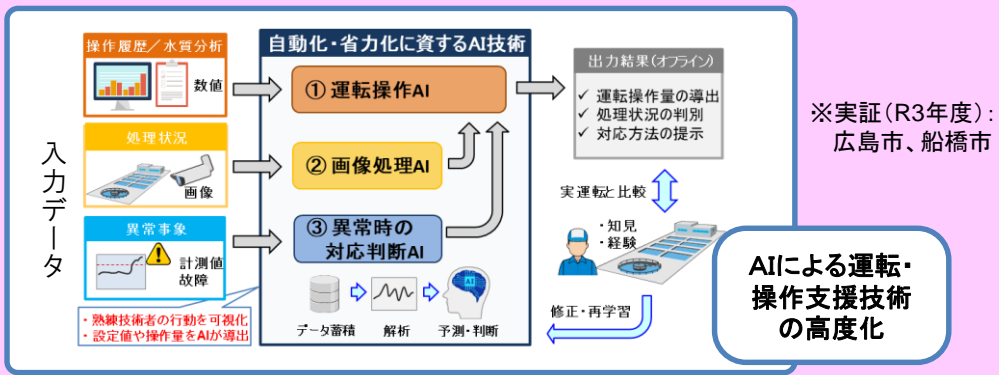 入力データ
操作履歴／水質分析
数値
処理状況
画像
異常事象
計測値
故障
・熟練技術者の行動を可視化
・設定値や操作量をAIが導出
自動化・省力化に資するAI技術
① 運転操作AI
② 画像処理AI
③ 異常時の
対応判断AI
AI
データ蓄積
解析
予測・判断
出力結果(オフライン)
✓ 運転操作量の導出
✓ 処理状況の判別
✓ 対応方法の提示
実運転と比較
・知見
・経験
修正・再学習
※実証(R3年度)：
広島市、船橋市
AIによる運転・
操作支援技術
の高度化